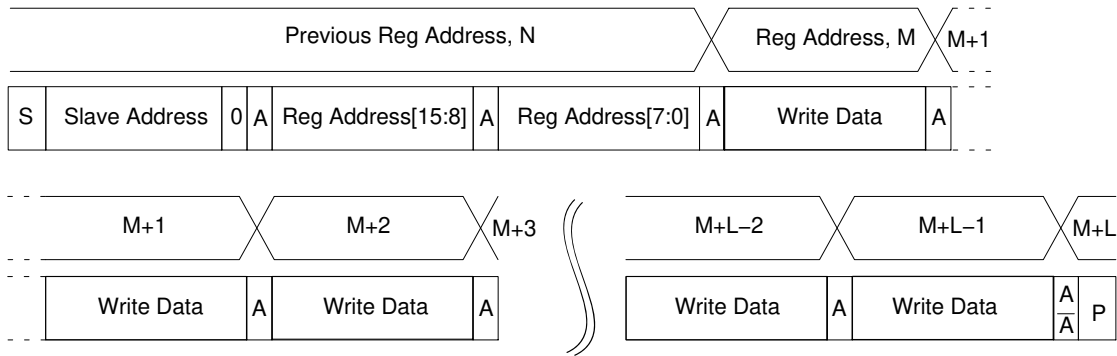 Previous Reg Address, N Reg Address, M M+1
S Slave Address 0 A Reg Address[15:8] A Reg Address[7:0] A Write Data A
M+1 M+2 M+3 M+L−2 M+L−1 M+L
Write Data A Write Data A Write Data A Write Data A/A̅ P